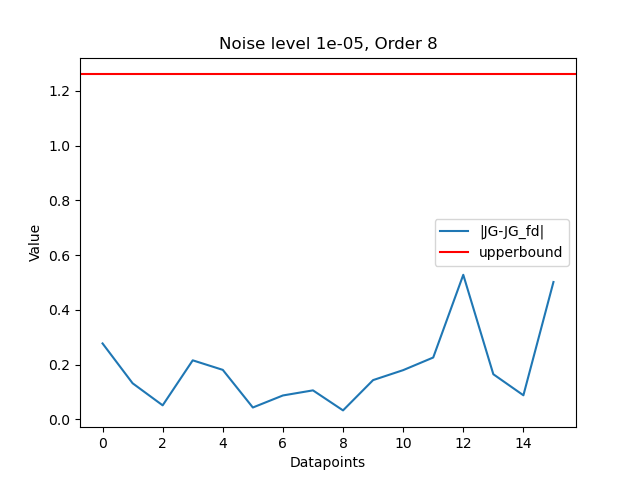 Noise level 1e-05, Order 8
Value
1.2
1.0
0.8
0.6
0.4
0.2
0.0
|JG-JG_fd|
upperbound
0 2 4 6 8 10 12 14
Datapoints